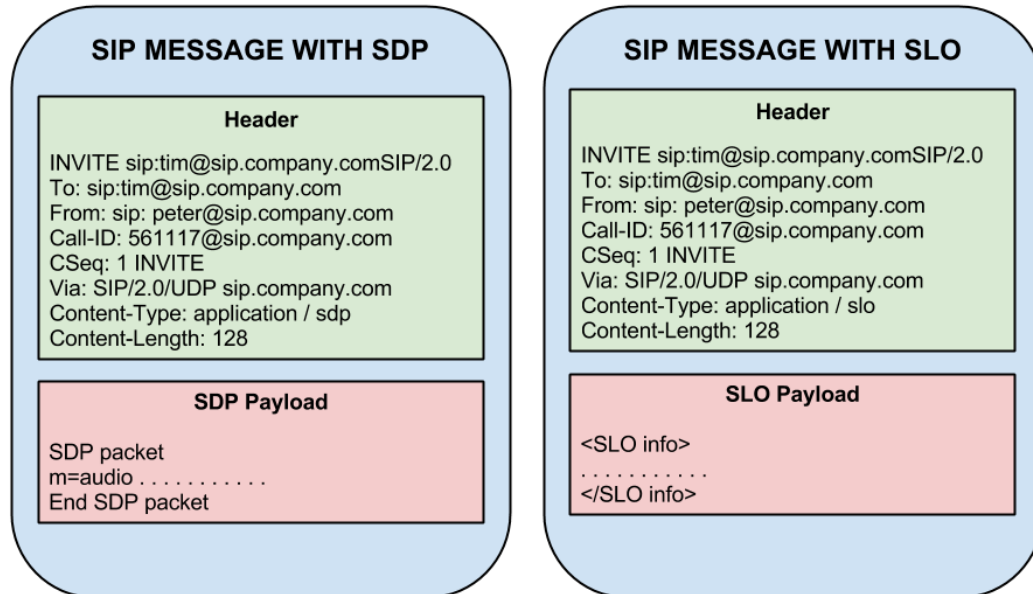 SIP MESSAGE WITH SDP
Header
INVITE sip:tim@sip.company.comSIP/2.0
To: sip:tim@sip.company.com
From: sip: peter@sip.company.com
Call-ID: 561117@sip.company.com
CSeq: 1 INVITE
Via: SIP/2.0/UDP sip.company.com
Content-Type: application / sdp
Content-Length: 128
SDP Payload
SDP packet
m=audio . . . . . . . . . . .
End SDP packet
SIP MESSAGE WITH SLO
Header
INVITE sip:tim@sip.company.comSIP/2.0
To: sip:tim@sip.company.com
From: sip: peter@sip.company.com
Call-ID: 561117@sip.company.com
CSeq: 1 INVITE
Via: SIP/2.0/UDP sip.company.com
Content-Type: application / slo
Content-Length: 128
SLO Payload
<SLO info>
. . . . . . . . . . .
</SLO info>